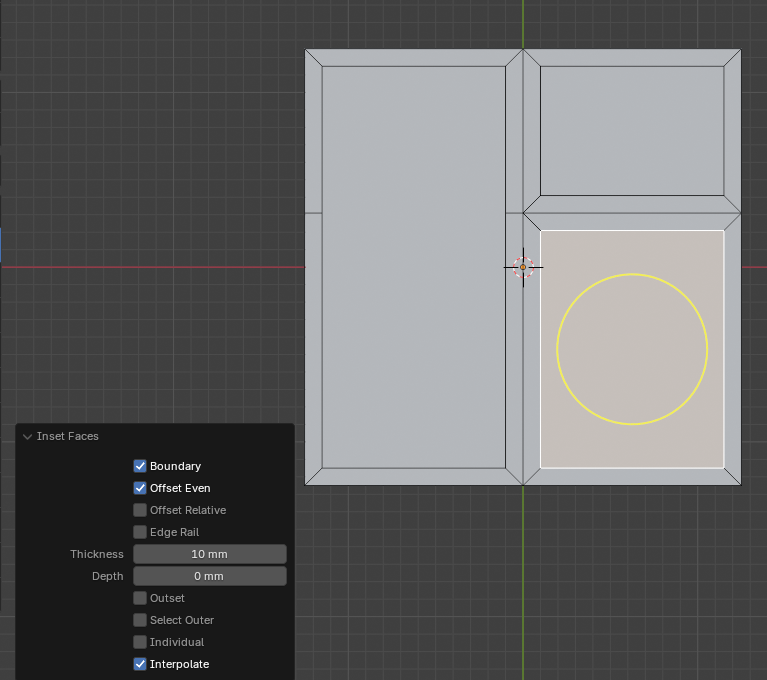 Inset Faces
Boundary
Offset Even
Offset Relative
Edge Rail
Thickness 10 mm
Depth 0 mm
Outset
Select Outer
Individual
Interpolate